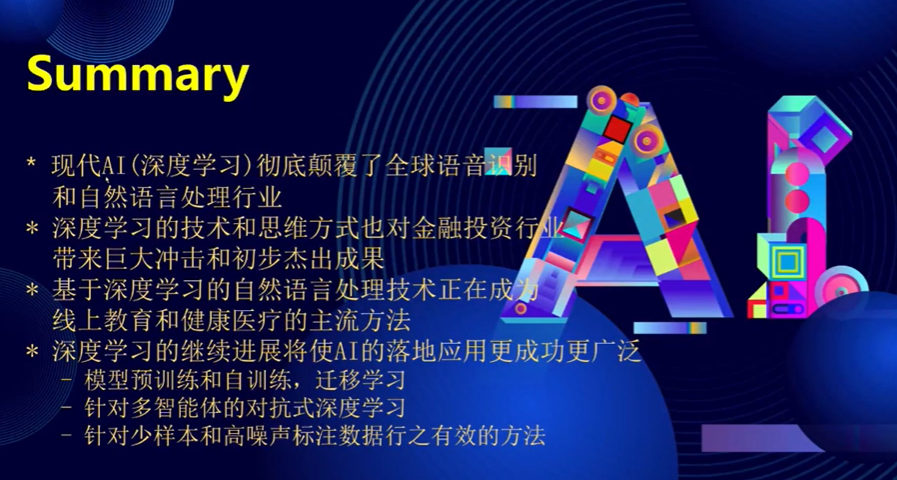 Summary
* 现代AI(深度学习)彻底颠覆了全球语音识别
和自然语言处理行业
* 深度学习的技术和思维方式也对金融投资行业
带来巨大冲击和初步杰出成果
* 基于深度学习的自然语言处理技术正在成为
线上教育和健康医疗的主流方法
* 深度学习的继续进展将使AI的落地应用更成功更广泛
- 模型预训练和自训练，迁移学习
- 针对多智能体的对抗式深度学习
- 针对少样本和高噪声标注数据行之有效的方法
AI